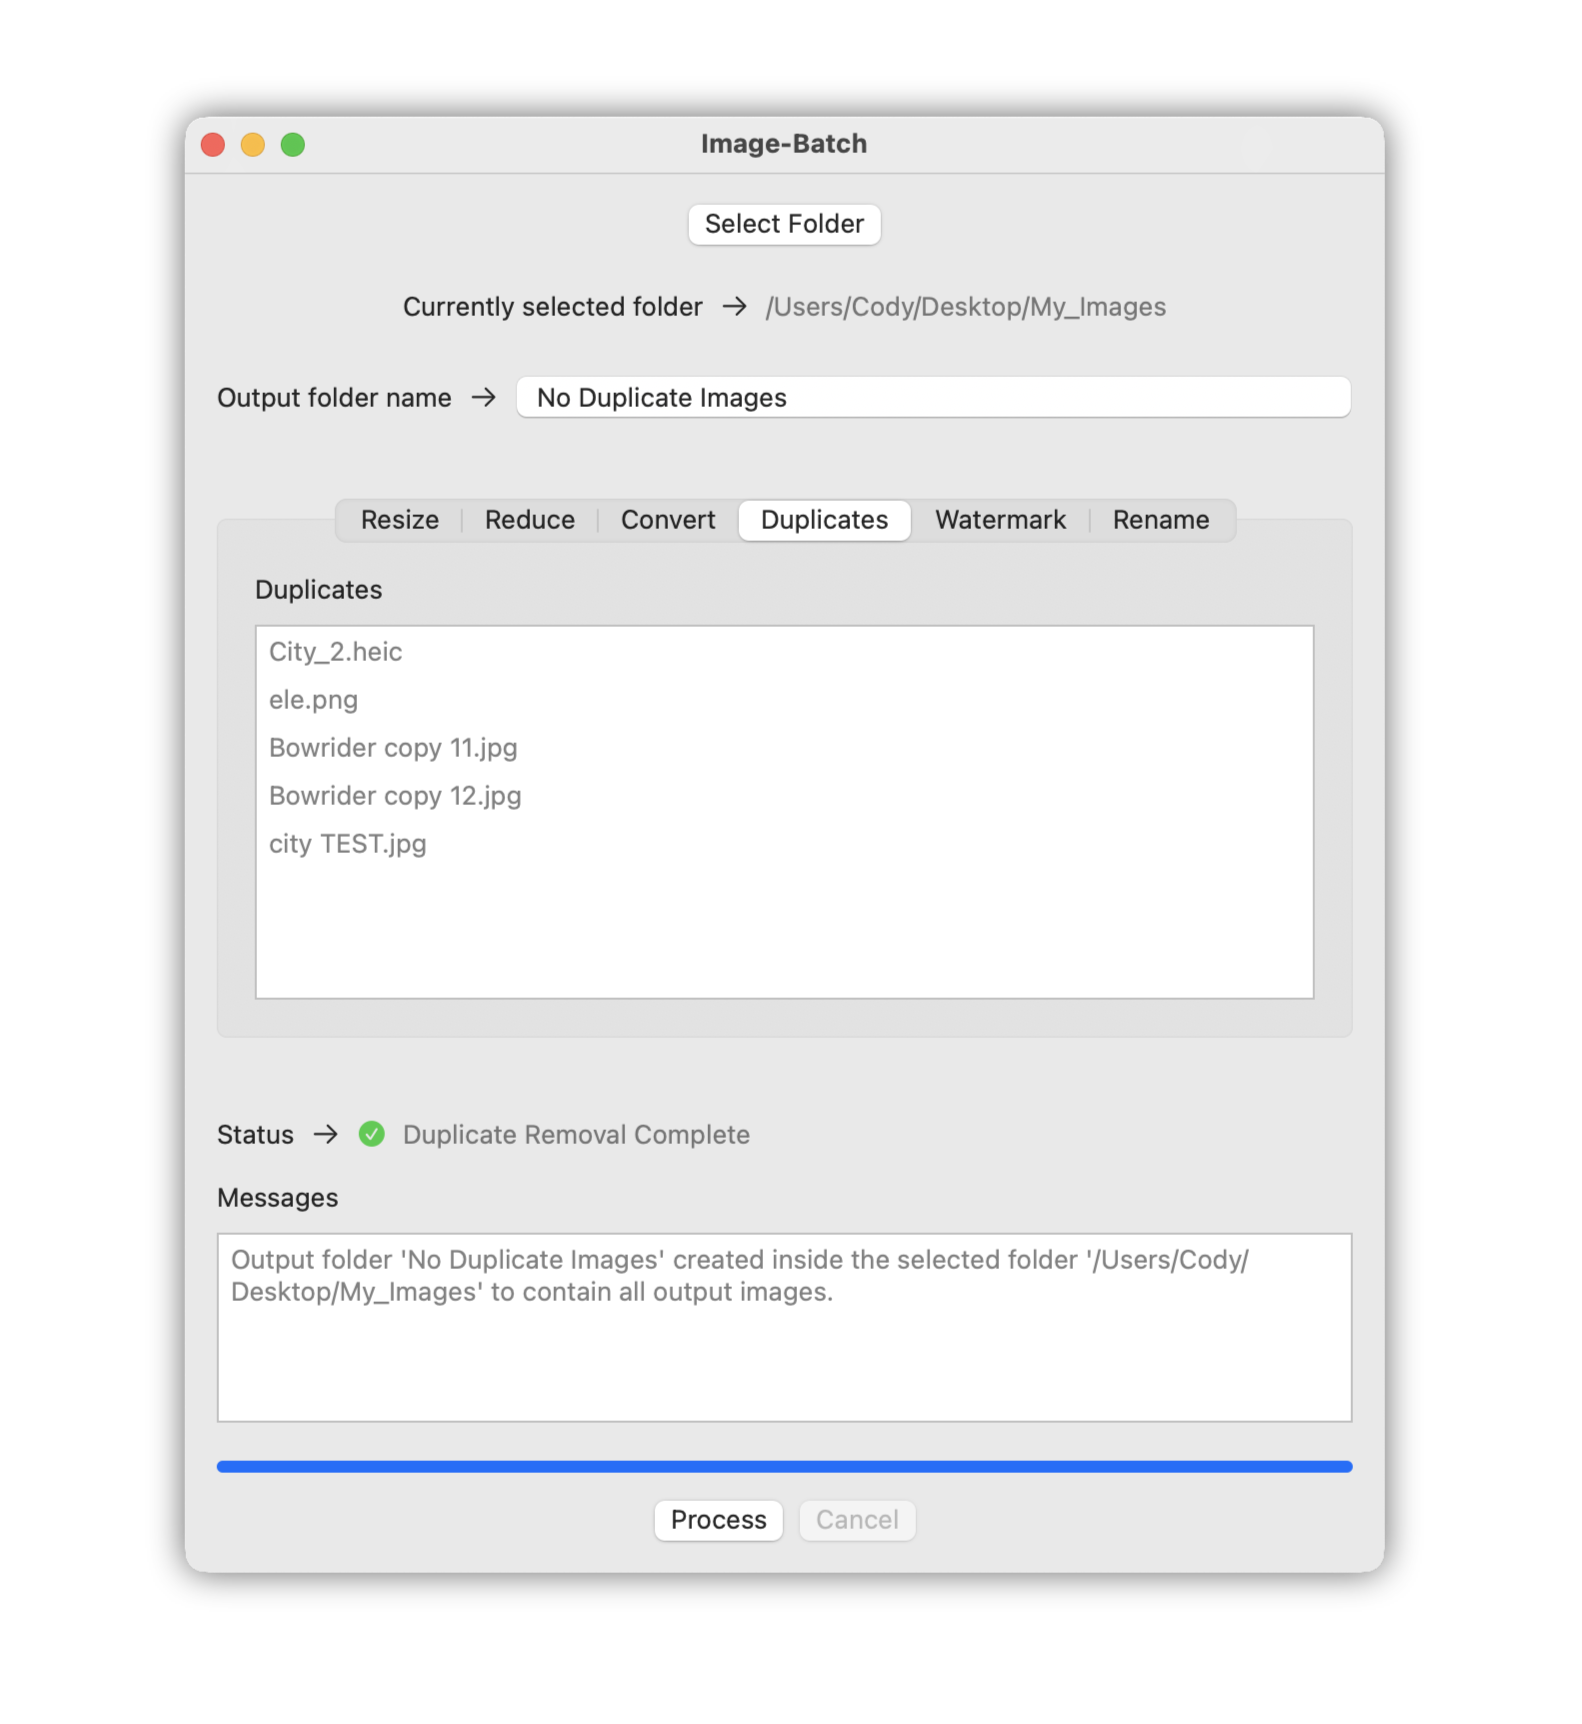 Image-Batch
Select Folder
Currently selected folder → /Users/Cody/Desktop/My_Images
Output folder name → No Duplicate Images
Resize Reduce Convert Duplicates Watermark Rename
Duplicates
City_2.heic
ele.png
Bowrider copy 11.jpg
Bowrider copy 12.jpg
city TEST.jpg
Status → Duplicate Removal Complete
Messages
Output folder 'No Duplicate Images' created inside the selected folder '/Users/Cody/
Desktop/My_Images' to contain all output images.
Process Cancel